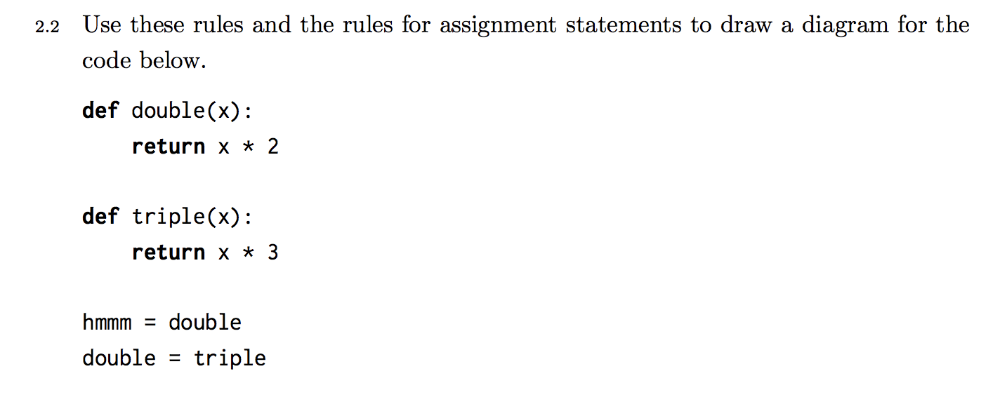 2.2 Use these rules and the rules for assignment statements to draw a diagram for the
code below.
def double(x):
    return x * 2
def triple(x):
    return x * 3
hmmm = double
double = triple